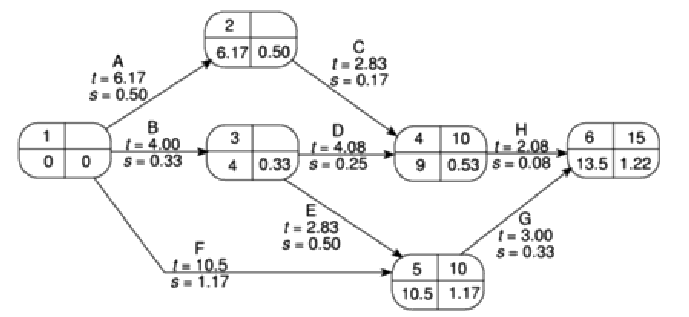 2
6.17 0.50
A
t = 6.17
s = 0.50
C
t = 2.83
s = 0.17
1
0 0
B
t = 4.00
s = 0.33
3
4 0.33
D
t = 4.08
s = 0.25
4 10
9 0.53
H
t = 2.08
s = 0.08
6 15
13.5 1.22
E
t = 2.83
s = 0.50
G
t = 3.00
s = 0.33
F
t = 10.5
s = 1.17
5 10
10.5 1.17